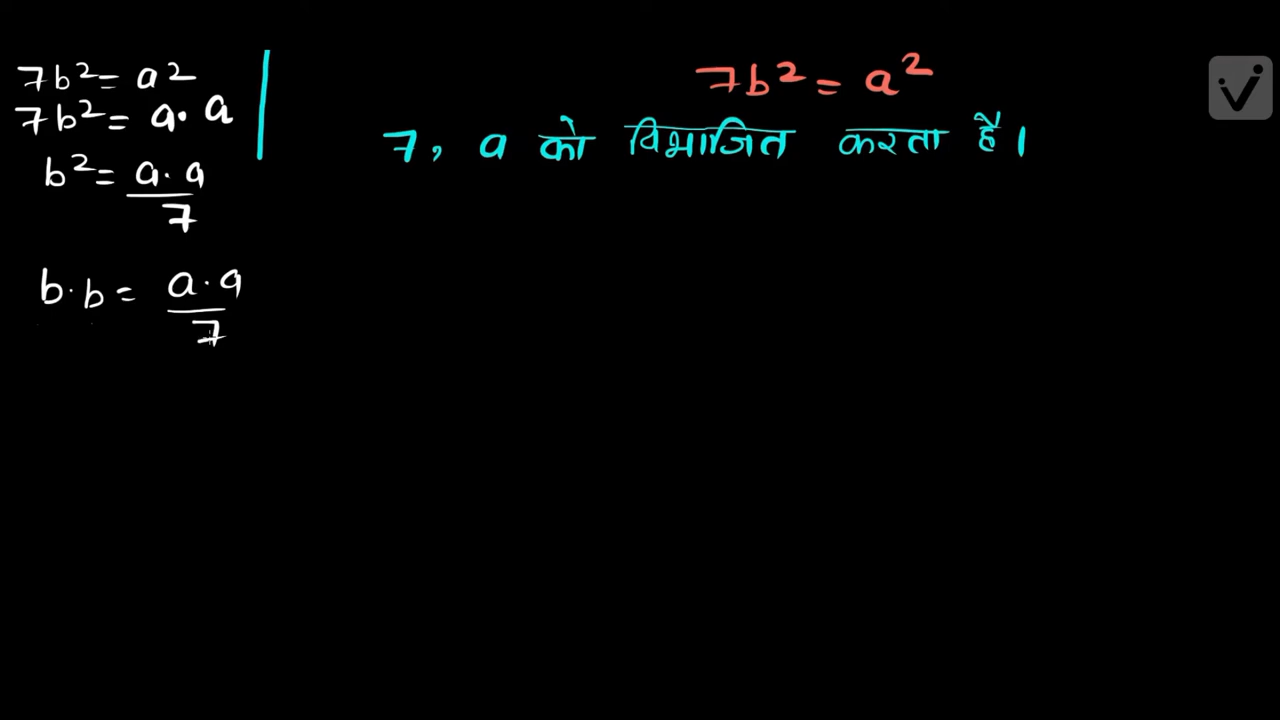 7b² = a²
7b² = a · a
b² = a · a / 7
b · b = a · a / 7
7b² = a²
7, a को विभाजित करता है।